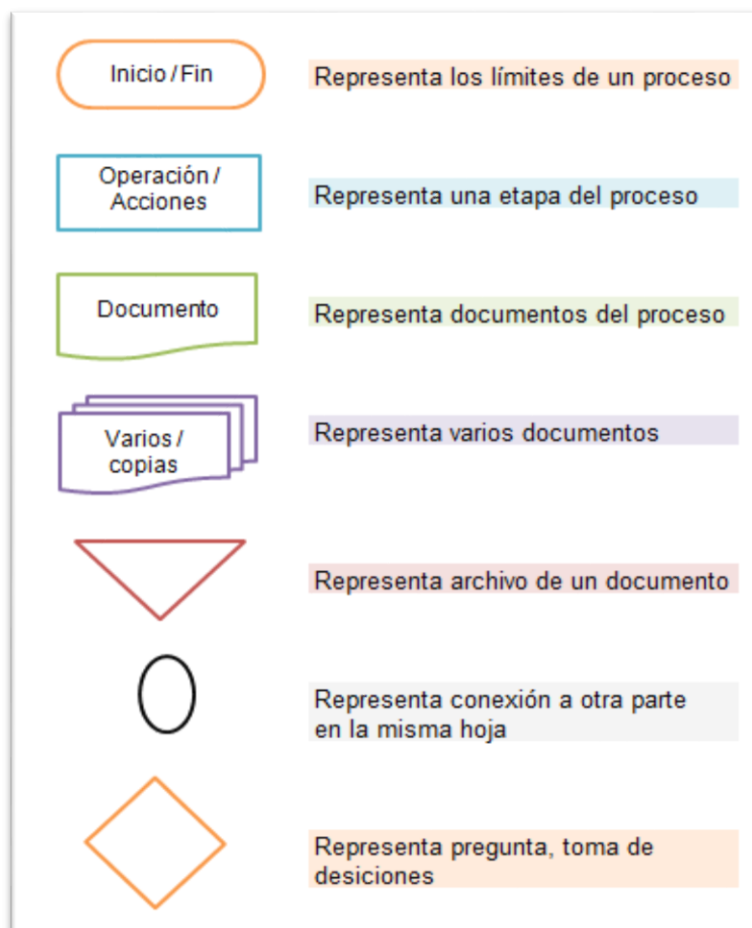 Inicio / Fin
Representa los límites de un proceso
Operación /
Acciones
Representa una etapa del proceso
Documento
Representa documentos del proceso
Varios /
copias
Representa varios documentos
Representa archivo de un documento
Representa conexión a otra parte
en la misma hoja
Representa pregunta, toma de
desiciones